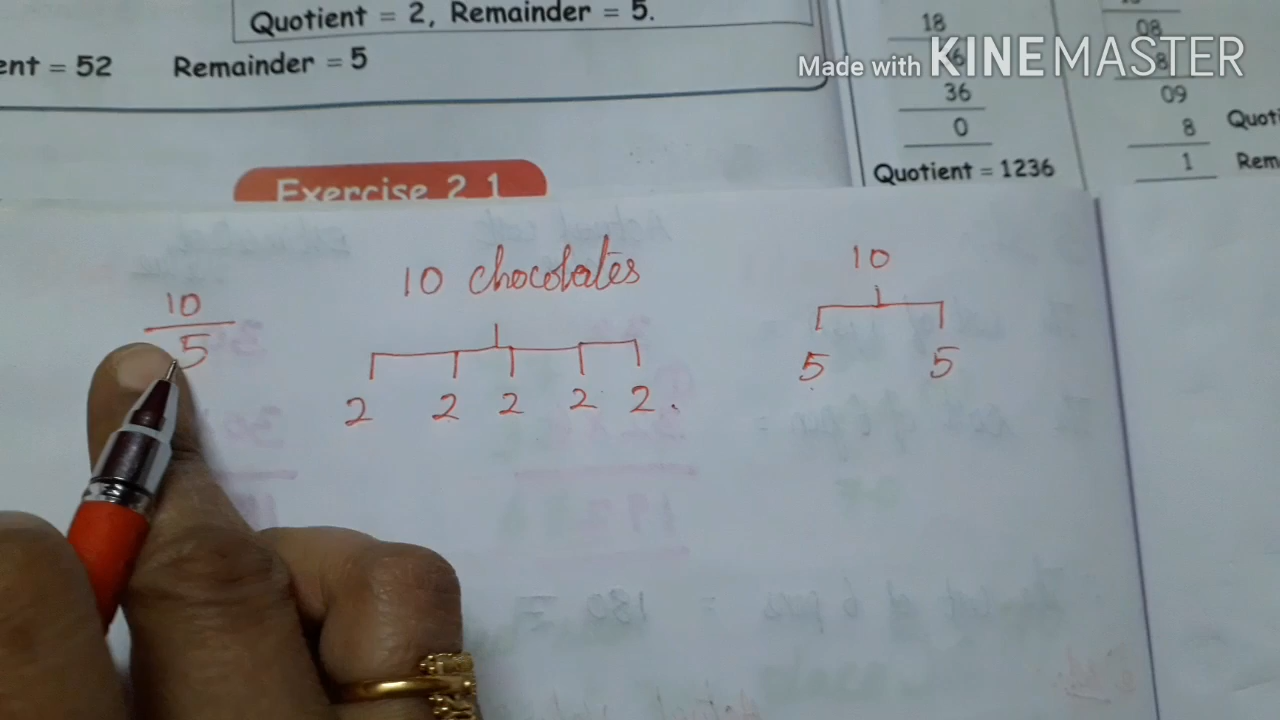 Quotient = 2, Remainder = 5.
ent = 52 Remainder = 5
18
36
0
Quotient = 1236
08
8
09
8
1
Quoti
Rem
Made with KINEMASTER
Exercise 2 1
10 chocolates
2 2 2 2 2.
10
5
10
5 5